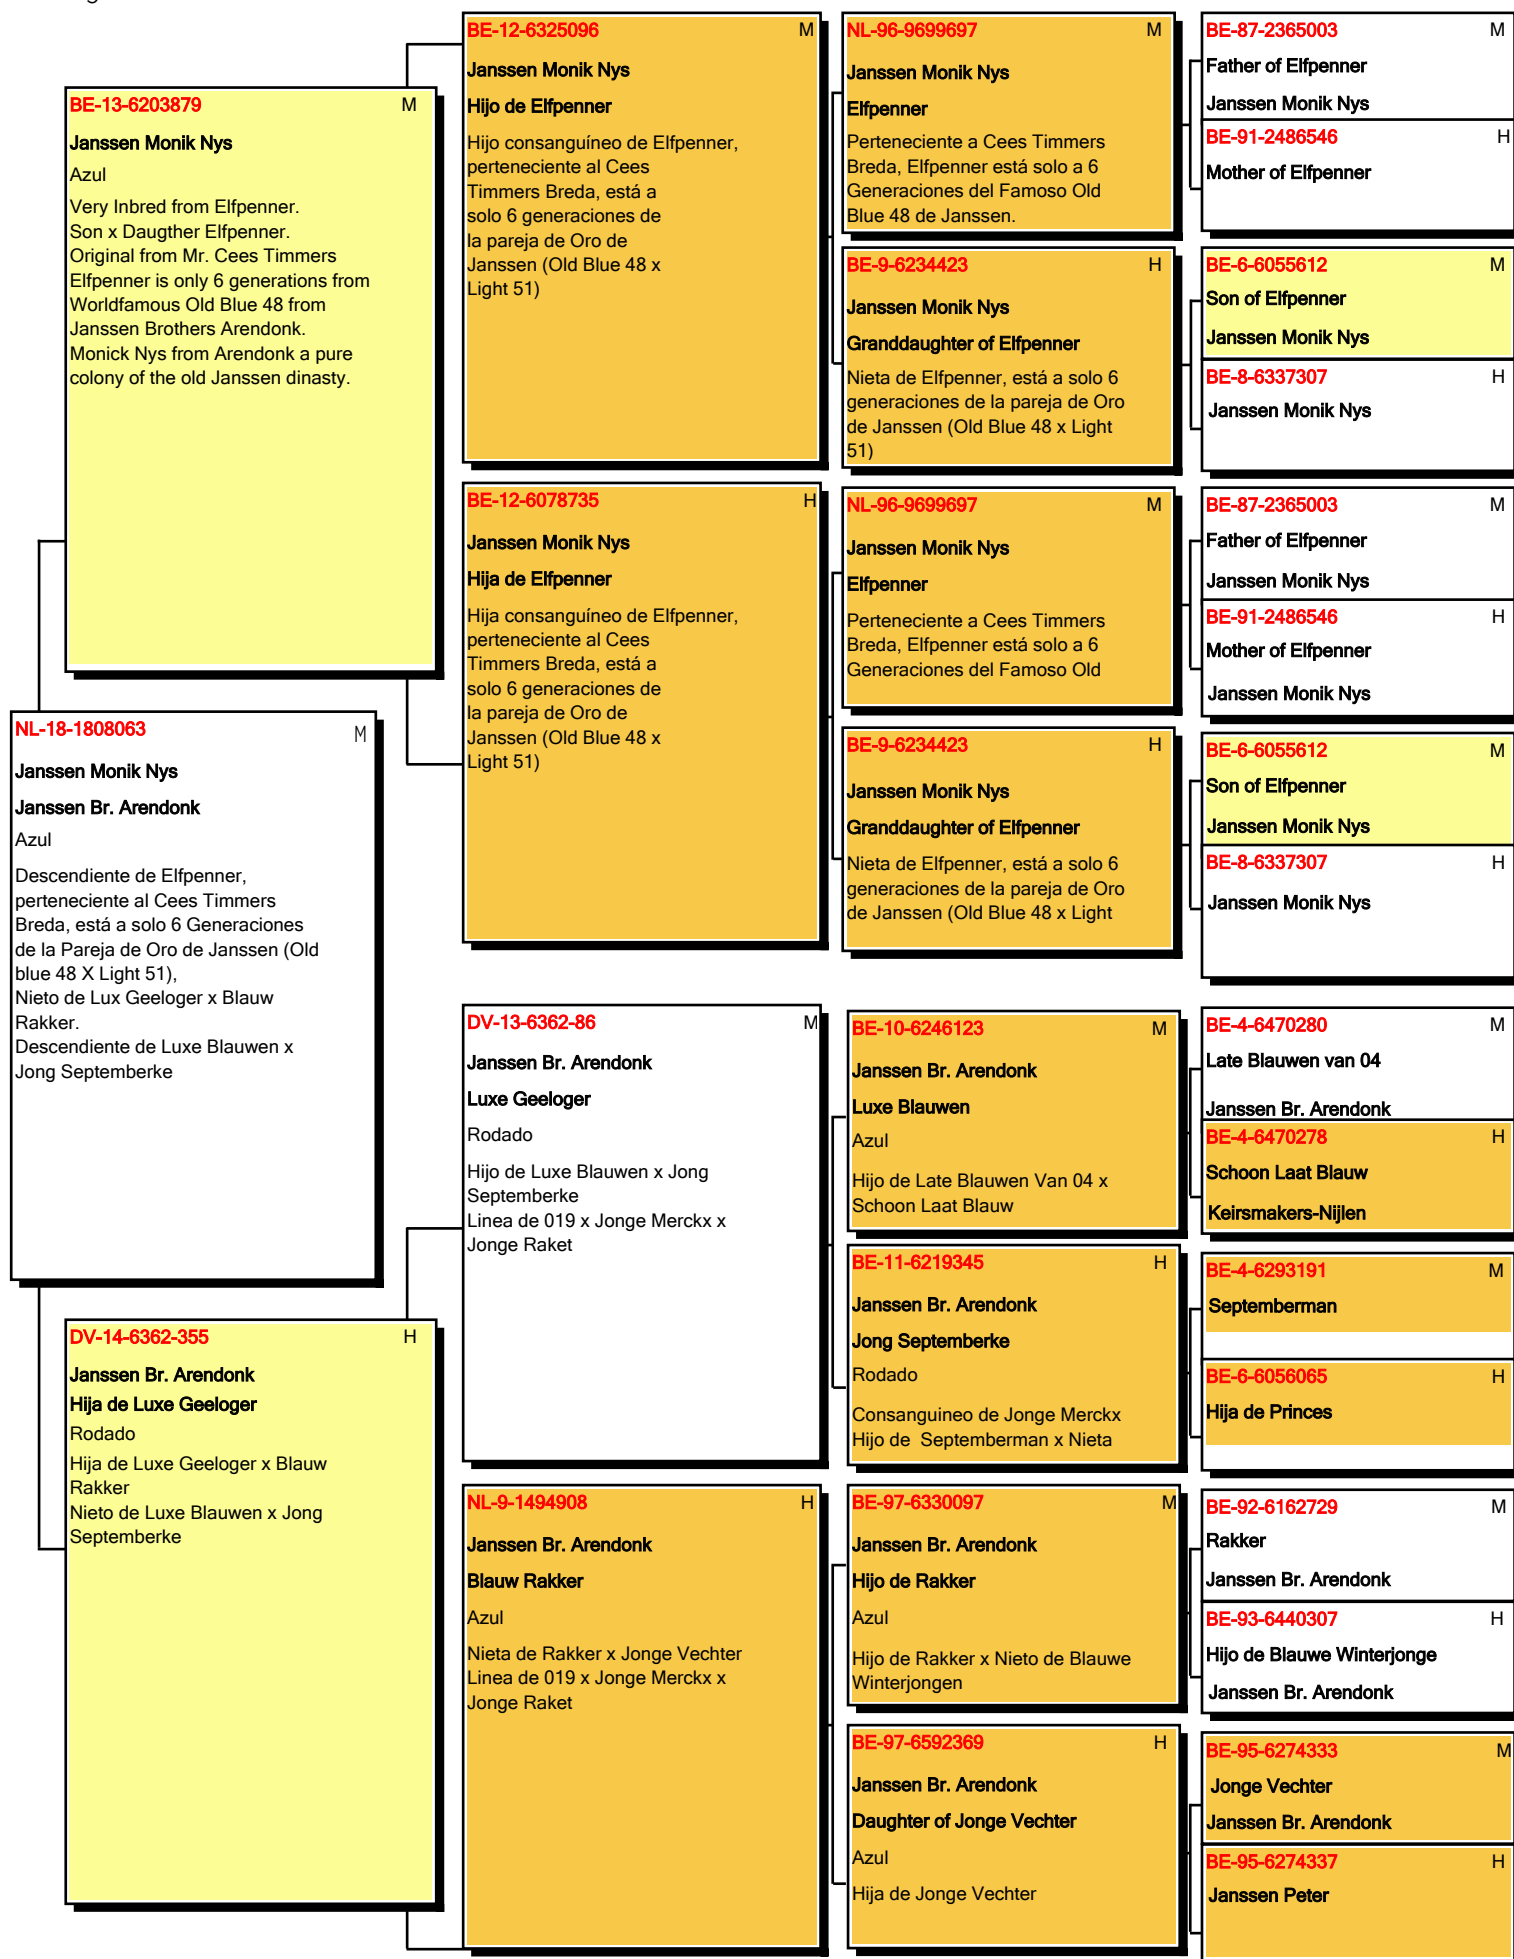 BE-13-6203879 M
Janssen Monik Nys
Azul
Very Inbred from Elfpenner.
Son x Daugther Elfpenner.
Original from Mr. Cees Timmers
Elfpenner is only 6 generations from
Worldfamous Old Blue 48 from
Janssen Brothers Arendonk.
Monick Nys from Arendonk a pure
colony of the old Janssen dinasty.
NL-18-1808063 M
Janssen Monik Nys
Janssen Br. Arendonk
Azul
Descendiente de Elfpenner,
perteneciente al Cees Timmers
Breda, está a solo 6 Generaciones
de la Pareja de Oro de Janssen (Old
blue 48 X Light 51),
Nieto de Lux Geeloger x Blauw
Rakker.
Descendiente de Luxe Blauwen x
Jong Septemberke
DV-14-6362-355 H
Janssen Br. Arendonk
Hija de Luxe Geeloger
Rodado
Hija de Luxe Geeloger x Blauw
Rakker
Nieto de Luxe Blauwen x Jong
Septemberke
BE-12-6325096 M
Janssen Monik Nys
Hijo de Elfpenner
Hijo consanguíneo de Elfpenner,
perteneciente al Cees
Timmers Breda, está a
solo 6 generaciones de
la pareja de Oro de
Janssen (Old Blue 48 x
Light 51)
BE-12-6078735 H
Janssen Monik Nys
Hija de Elfpenner
Hija consanguíneo de Elfpenner,
perteneciente al Cees
Timmers Breda, está a
solo 6 generaciones de
la pareja de Oro de
Janssen (Old Blue 48 x
Light 51)
DV-13-6362-86 M
Janssen Br. Arendonk
Luxe Geeloger
Rodado
Hijo de Luxe Blauwen x Jong
Septemberke
Linea de 019 x Jonge Merckx x
Jonge Raket
NL-9-1494908 H
Janssen Br. Arendonk
Blauw Rakker
Azul
Nieta de Rakker x Jonge Vechter
Linea de 019 x Jonge Merckx x
Jonge Raket
NL-96-9699697 M
Janssen Monik Nys
Elfpenner
Perteneciente a Cees Timmers
Breda, Elfpenner está solo a 6
Generaciones del Famoso Old
Blue 48 de Janssen.
BE-9-6234423 H
Janssen Monik Nys
Granddaughter of Elfpenner
Nieta de Elfpenner, está a solo 6
generaciones de la pareja de Oro
de Janssen (Old Blue 48 x Light
51)
NL-96-9699697 M
Janssen Monik Nys
Elfpenner
Perteneciente a Cees Timmers
Breda, Elfpenner está solo a 6
Generaciones del Famoso Old
BE-9-6234423 H
Janssen Monik Nys
Granddaughter of Elfpenner
Nieta de Elfpenner, está a solo 6
generaciones de la pareja de Oro
de Janssen (Old Blue 48 x Light
BE-10-6246123 M
Janssen Br. Arendonk
Luxe Blauwen
Azul
Hijo de Late Blauwen Van 04 x
Schoon Laat Blauw
BE-11-6219345 H
Janssen Br. Arendonk
Jong Septemberke
Rodado
Consanguineo de Jonge Merckx
Hijo de Septemberman x Nieta
BE-97-6330097 M
Janssen Br. Arendonk
Hijo de Rakker
Azul
Hijo de Rakker x Nieto de Blauwe
Winterjongen
BE-97-6592369 H
Janssen Br. Arendonk
Daughter of Jonge Vechter
Azul
Hija de Jonge Vechter
BE-87-2365003 M
Father of Elfpenner
Janssen Monik Nys
BE-91-2486546 H
Mother of Elfpenner
BE-6-6055612 M
Son of Elfpenner
Janssen Monik Nys
BE-8-6337307 H
Janssen Monik Nys
BE-87-2365003 M
Father of Elfpenner
Janssen Monik Nys
BE-91-2486546 H
Mother of Elfpenner
Janssen Monik Nys
BE-6-6055612 M
Son of Elfpenner
Janssen Monik Nys
BE-8-6337307 H
Janssen Monik Nys
BE-4-6470280 M
Late Blauwen van 04
Janssen Br. Arendonk
BE-4-6470278 H
Schoon Laat Blauw
Keirsmakers-Nijlen
BE-4-6293191 M
Septemberman
BE-6-6056065 H
Hija de Princes
BE-92-6162729 M
Rakker
Janssen Br. Arendonk
BE-93-6440307 H
Hijo de Blauwe Winterjonge
Janssen Br. Arendonk
BE-95-6274333 M
Jonge Vechter
Janssen Br. Arendonk
BE-95-6274337 H
Janssen Peter